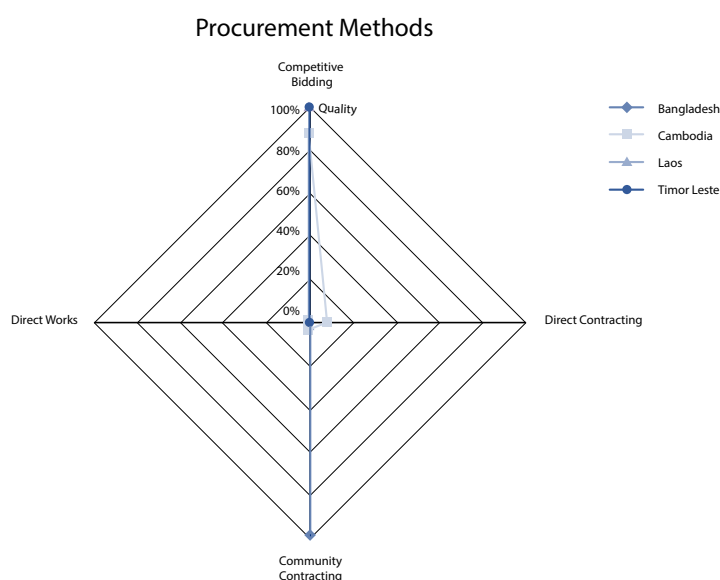 Procurement Methods
Competitive
Bidding
100%
Quality
80%
60%
40%
20%
0%
Direct Works
Direct Contracting
Community
Contracting
Bangladesh
Cambodia
Laos
Timor Leste